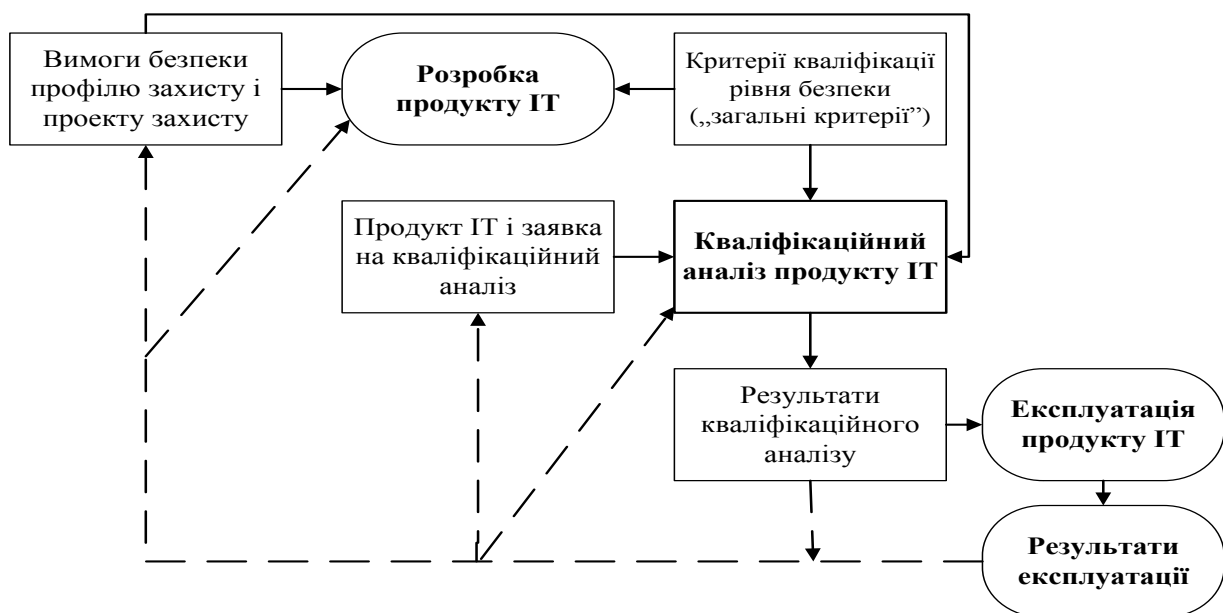 Вимоги безпеки
профілю захисту і
проекту захисту
Розробка
продукту ІТ
Критерії кваліфікації
рівня безпеки
(„загальні критерії”)
Продукт ІТ і заявка
на кваліфікаційний
аналіз
Кваліфікаційний
аналіз продукту ІТ
Результати
кваліфікаційного
аналізу
Експлуатація
продукту ІТ
Результати
експлуатації